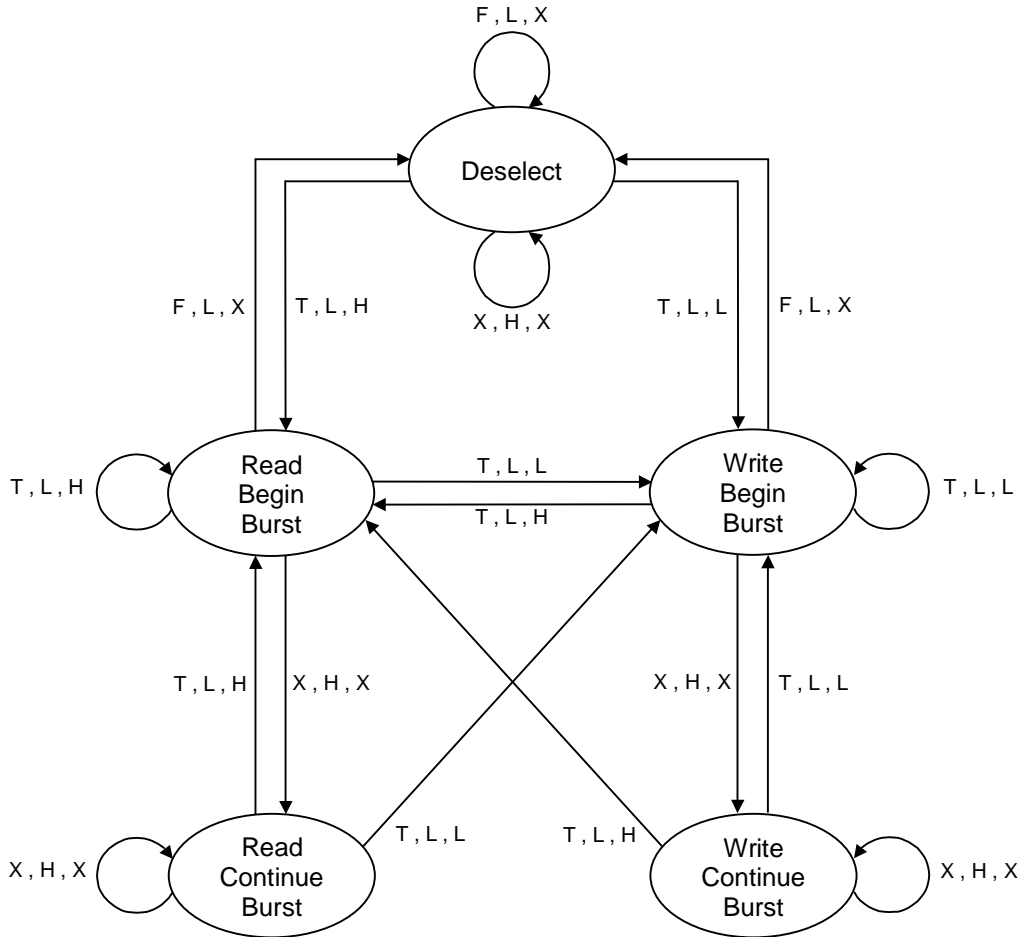 F , L , X
Deselect
X , H , X
F , L , X
T , L , H
T , L , L
F , L , X
T , L , H
Read
Begin
Burst
T , L , L
T , L , H
Write
Begin
Burst
T , L , L
T , L , H
X , H , X
X , H , X
T , L , L
T , L , L
T , L , H
X , H , X
Read
Continue
Burst
Write
Continue
Burst
X , H , X